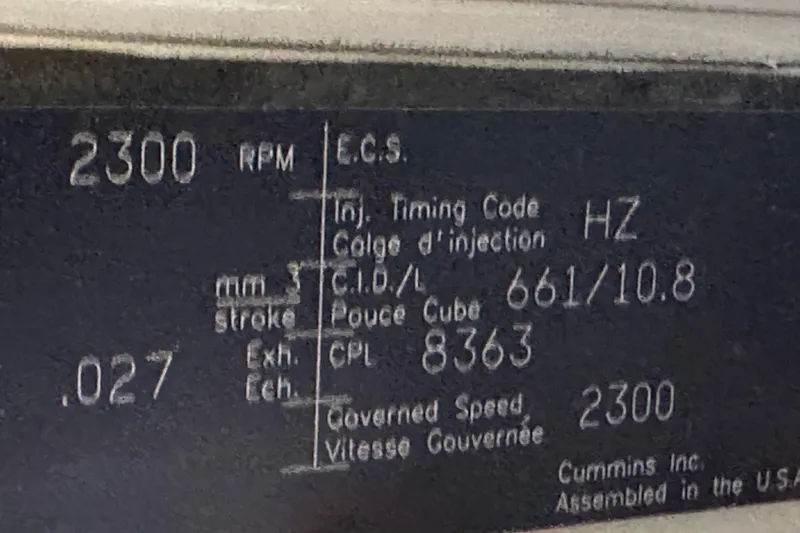 2300 RPM
E.C.S.
Inj. Timing Code HZ
Calge d'injection
mm 3
stroke
C.I.D./L 661/10.8
Pouce Cube
.027 Exh.
Ech.
CPL 8363
Governed Speed 2300
Vitesse Gouvernée
Cummins Inc.
Assembled in the U.S.A